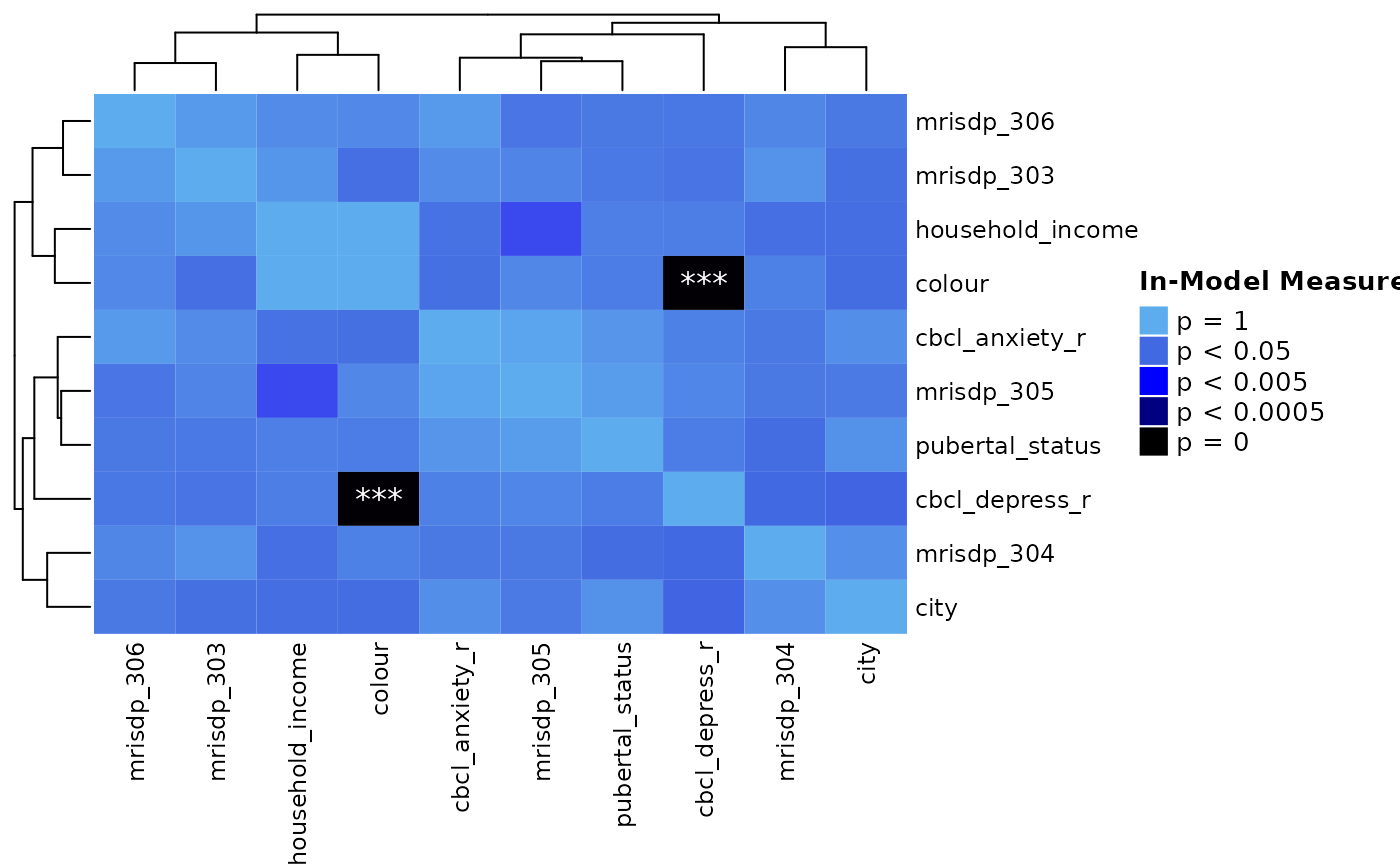 mrisdp_306
mrisdp_303
household_income
***
colour
cbcl_anxiety_r
mrisdp_305
pubertal_status
***
cbcl_depress_r
mrisdp_304
city
In-Model Measure
p = 1
p < 0.05
p < 0.005
p < 0.0005
p = 0
mrisdp_306
mrisdp_303
household_income
colour
cbcl_anxiety_r
mrisdp_305
pubertal_status
cbcl_depress_r
mrisdp_304
city